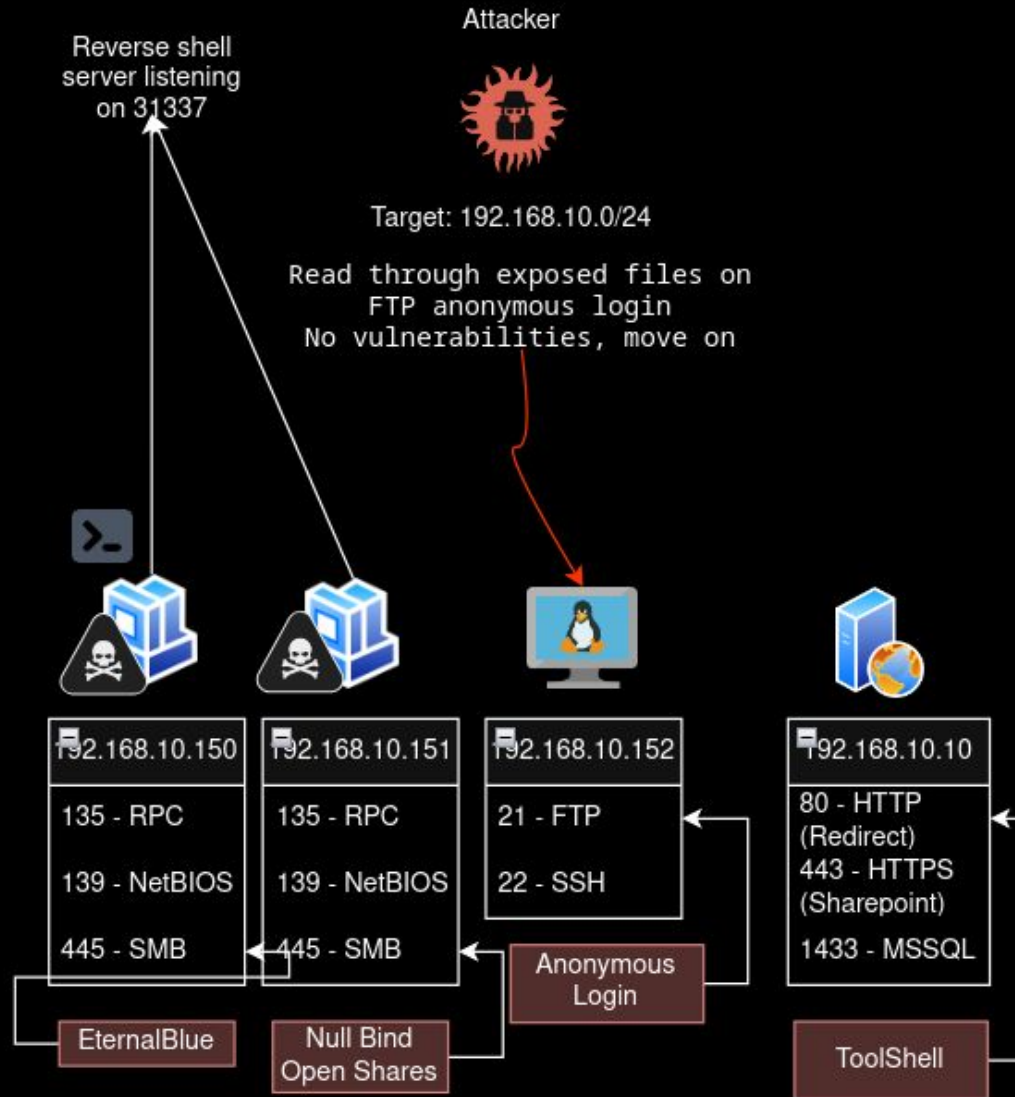 Attacker
Reverse shell
server listening
on 31337
Target: 192.168.10.0/24
Read through exposed files on
FTP anonymous login
No vulnerabilities, move on
>_
192.168.10.150
135 - RPC
139 - NetBIOS
445 - SMB
EternalBlue
192.168.10.151
135 - RPC
139 - NetBIOS
445 - SMB
Null Bind
Open Shares
192.168.10.152
21 - FTP
22 - SSH
Anonymous
Login
192.168.10.10
80 - HTTP
(Redirect)
443 - HTTPS
(Sharepoint)
1433 - MSSQL
ToolShell